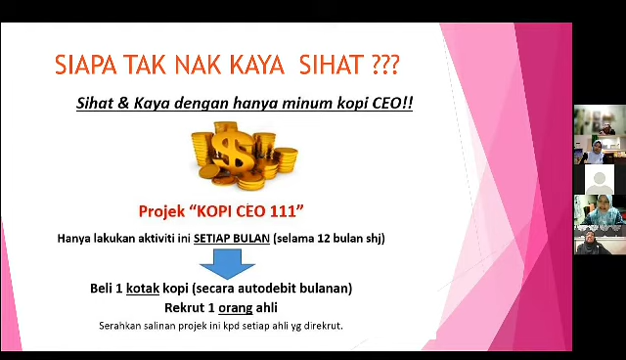 SIAPA TAK NAK KAYA SIHAT ???
Sihat & Kaya dengan hanya minum kopi CEO!!
Projek “KOPI CEO 111”
Hanya lakukan aktiviti ini SETIAP BULAN (selama 12 bulan shj)
Beli 1 kotak kopi (secara autodebit bulanan)
Rekrut 1 orang ahli
Serahkan salinan projek ini kpd setiap ahli yg direkrut.